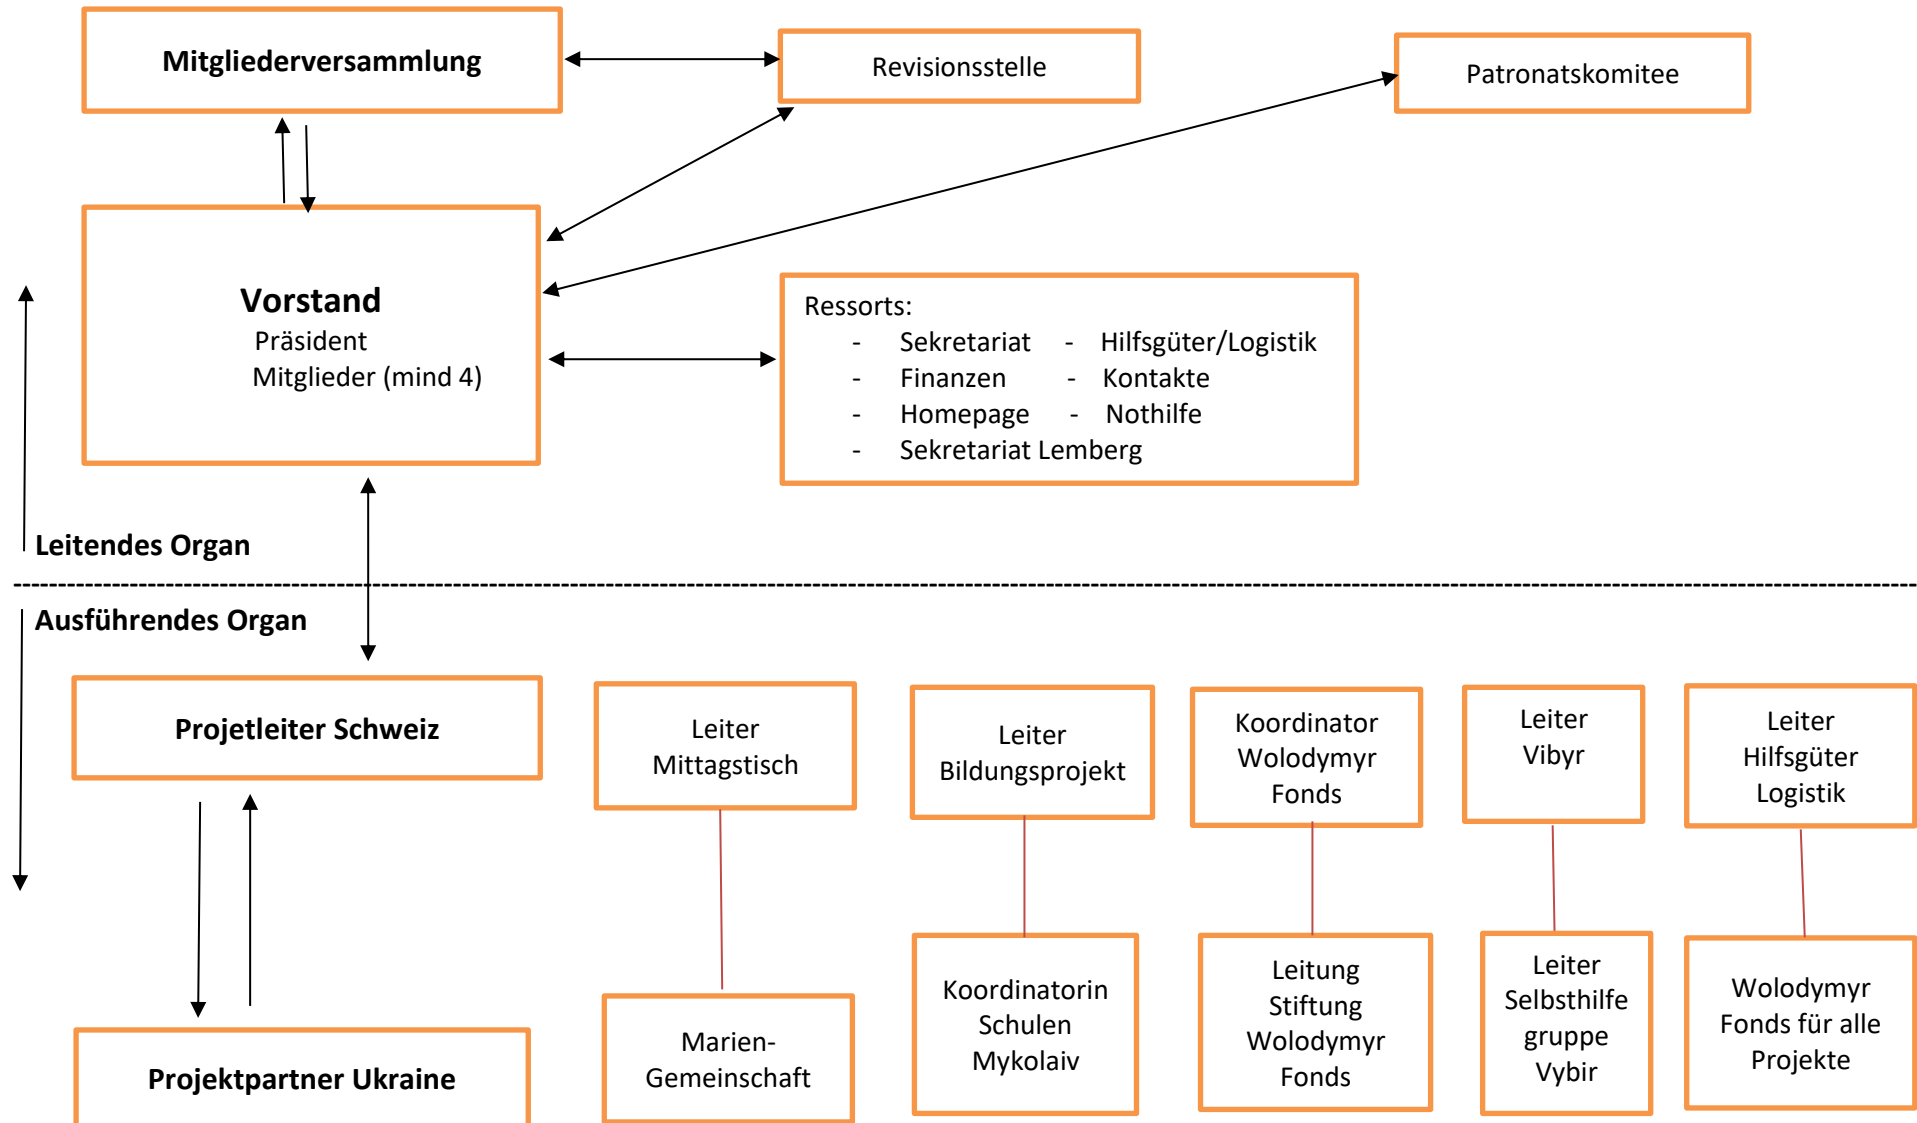 Mitgliederversammlung
Revisionsstelle
Patronatskomitee
Vorstand
Präsident
Mitglieder (mind 4)
Ressorts:
- Sekretariat - Hilfsgüter/Logistik
- Finanzen - Kontakte
- Homepage - Nothilfe
- Sekretariat Lemberg
Leitendes Organ
Ausführendes Organ
Projetleiter Schweiz
Leiter
Mittagstisch
Leiter
Bildungsprojekt
Koordinator
Wolodymyr
Fonds
Leiter
Vibyr
Leiter
Hilfsgüter
Logistik
Projektpartner Ukraine
Marien-
Gemeinschaft
Koordinatorin
Schulen
Mykolaiv
Leitung
Stiftung
Wolodymyr
Fonds
Leiter
Selbsthilfe
gruppe
Vybir
Wolodymyr
Fonds für alle
Projekte